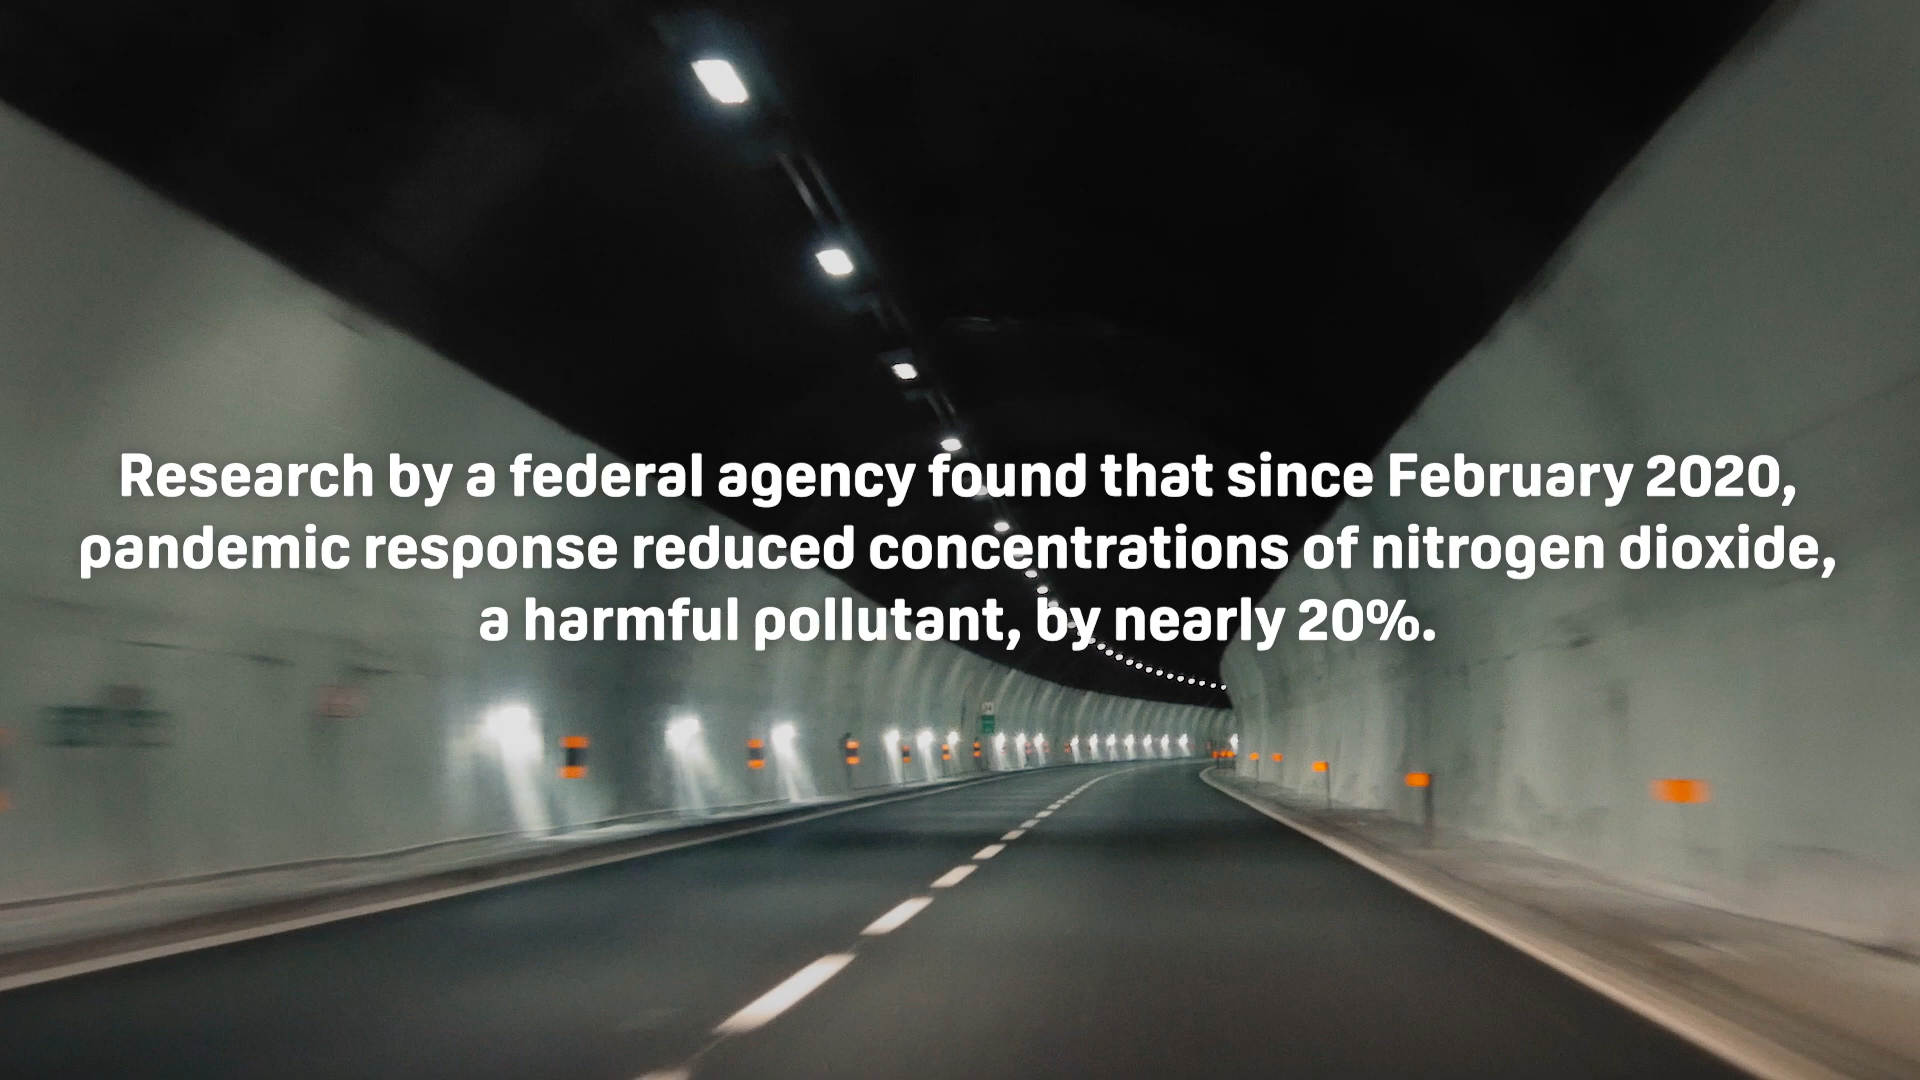 Research by a federal agency found that since February 2020,
pandemic response reduced concentrations of nitrogen dioxide,
a harmful pollutant, by nearly 20%.